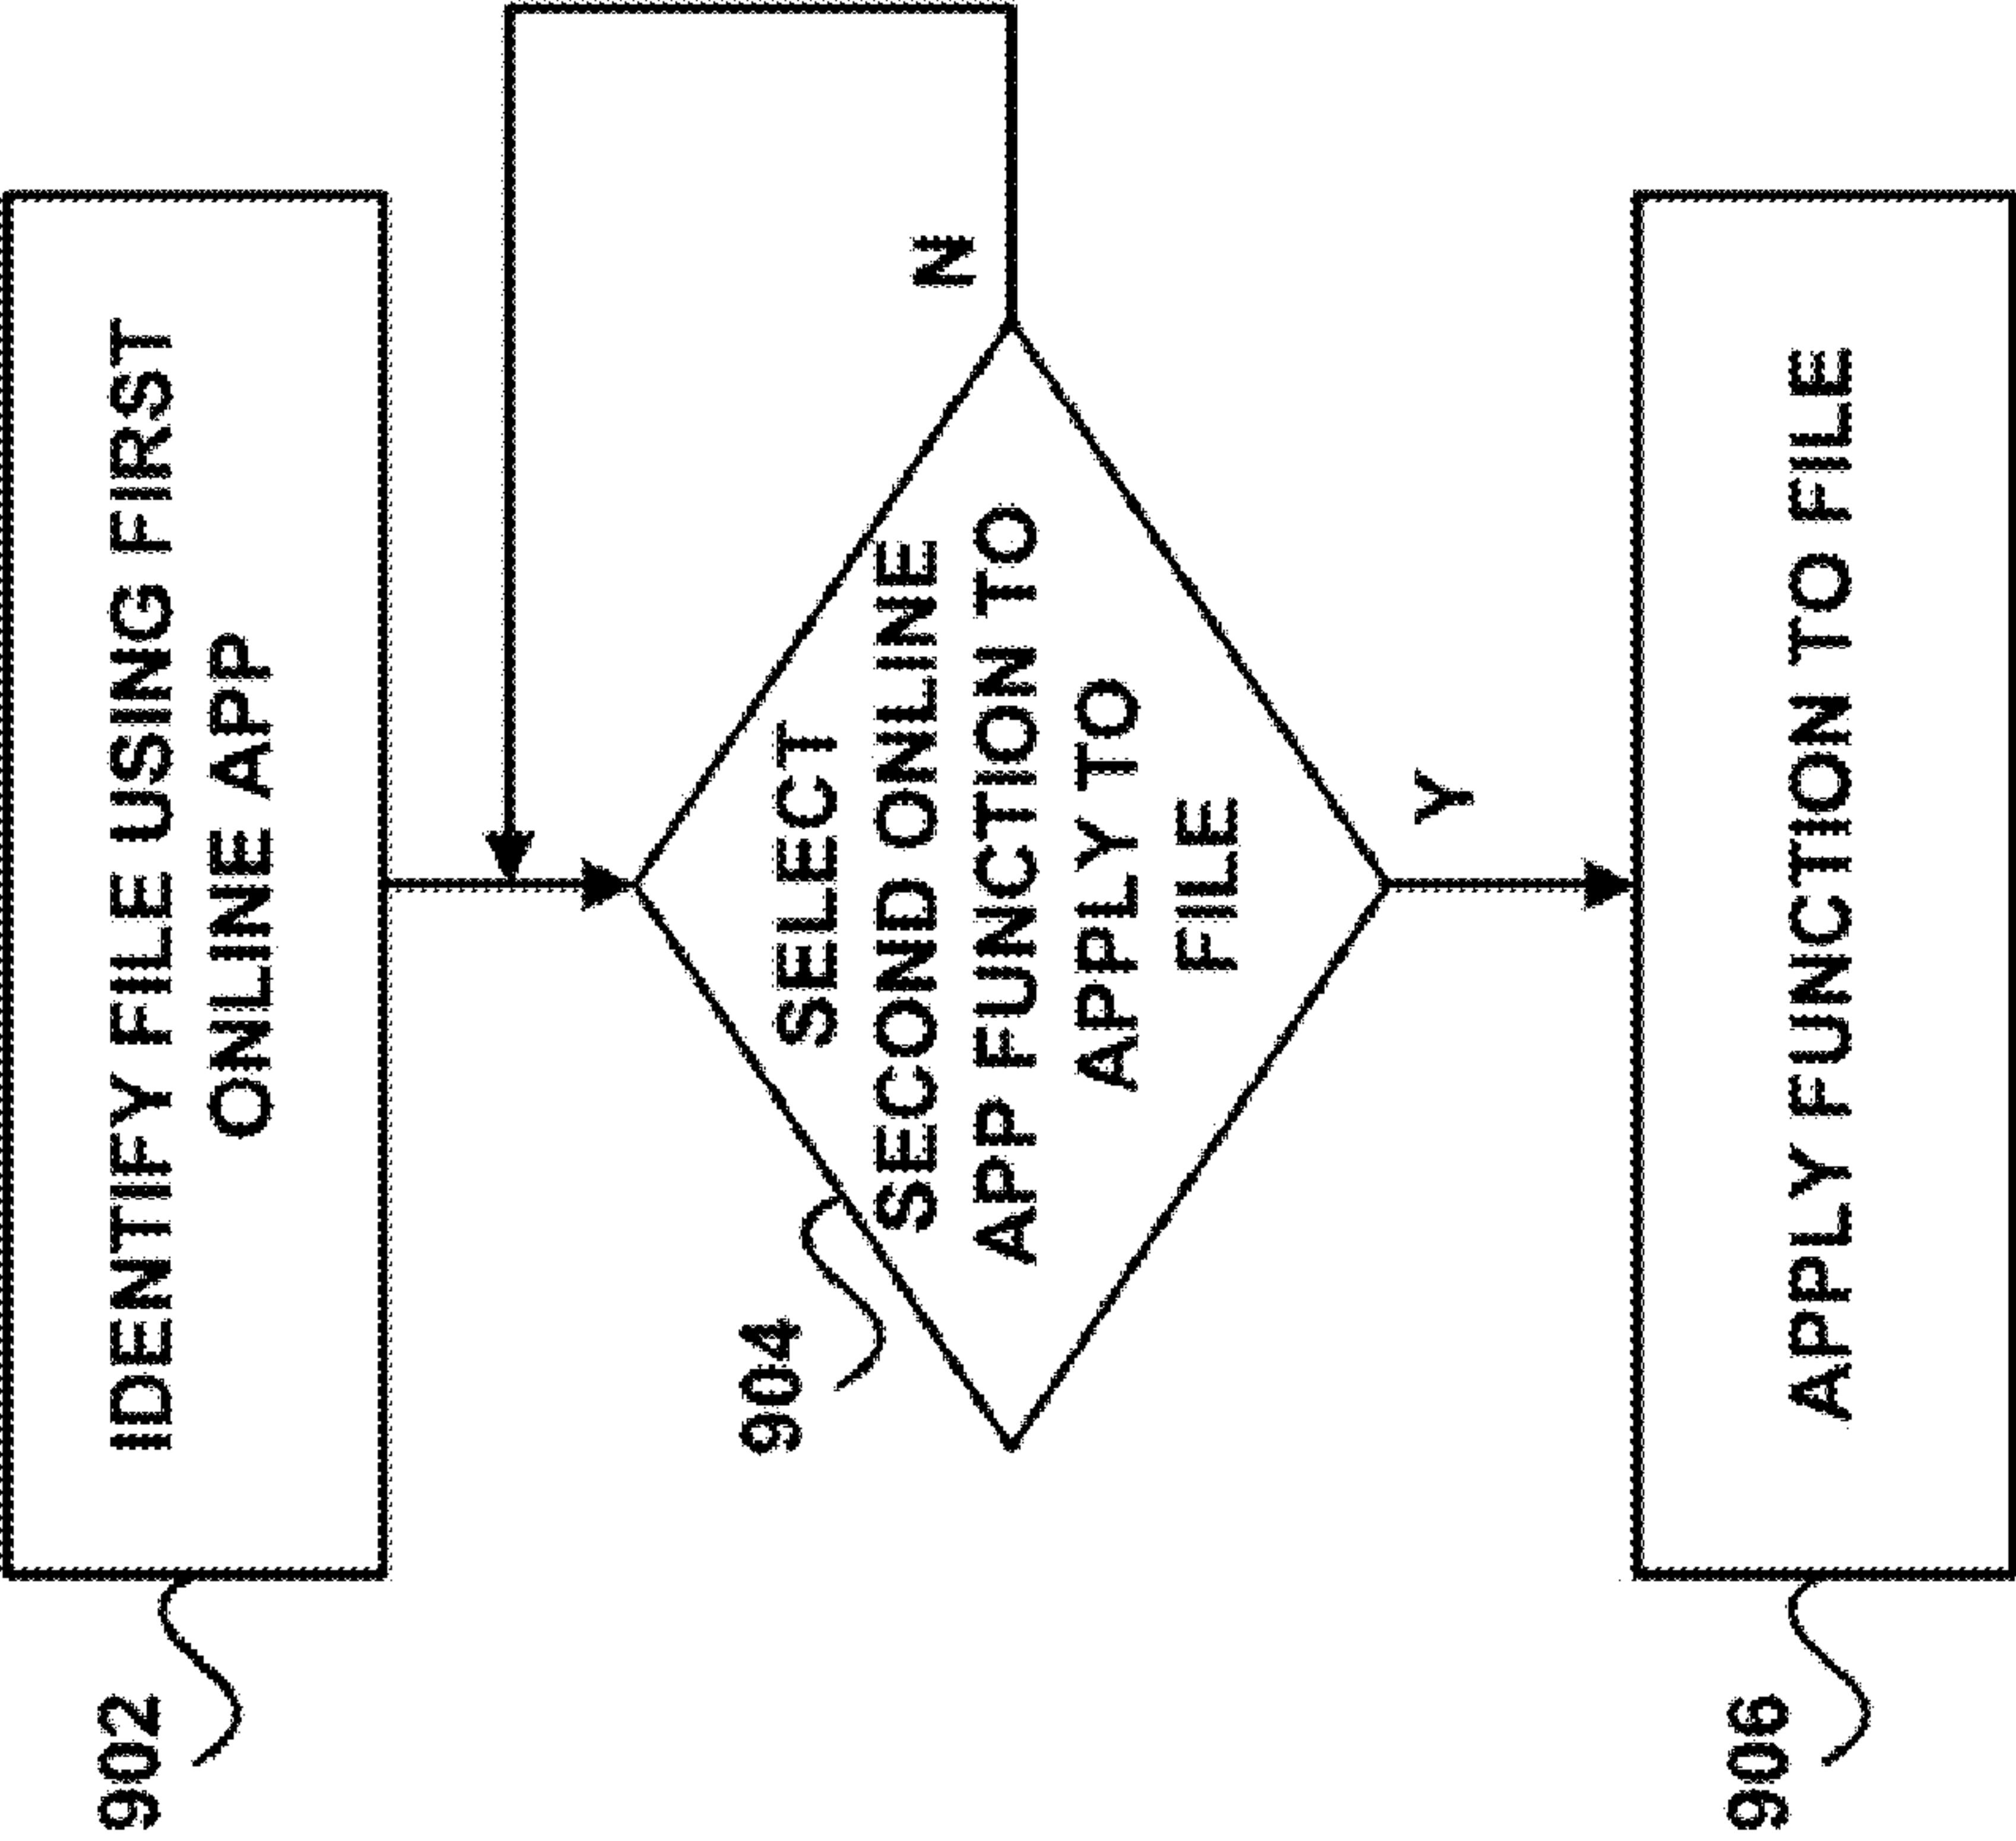 902
IDENTIFY FILE USING FIRST
ONLINE APP
904
SELECT
SECOND ONLINE
APP FUNCTION TO
APPLY TO
FILE
N
Y
906
APPLY FUNCTION TO FILE